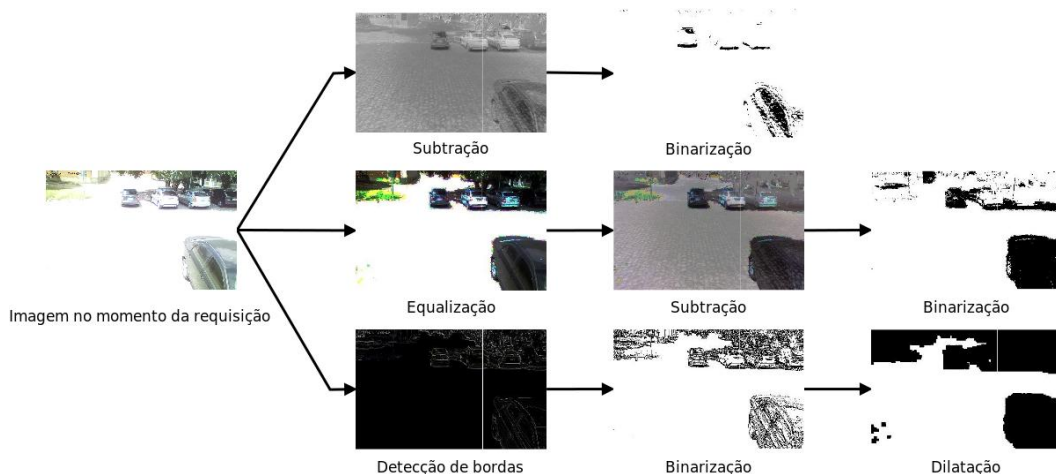 Subtração
Binarização
Imagem no momento da requisição
Equalização
Subtração
Binarização
Detecção de bordas
Binarização
Dilatação